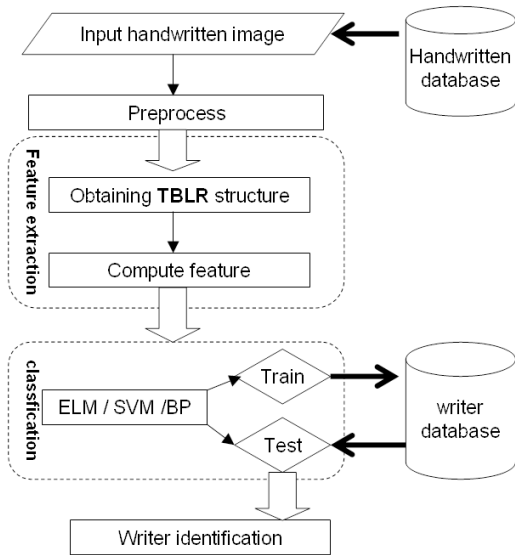 Input handwritten image
Handwritten
database
Preprocess
Feature extraction
Obtaining TBLR structure
Compute feature
classfication
ELM / SVM /BP
Train
Test
writer
database
Writer identification